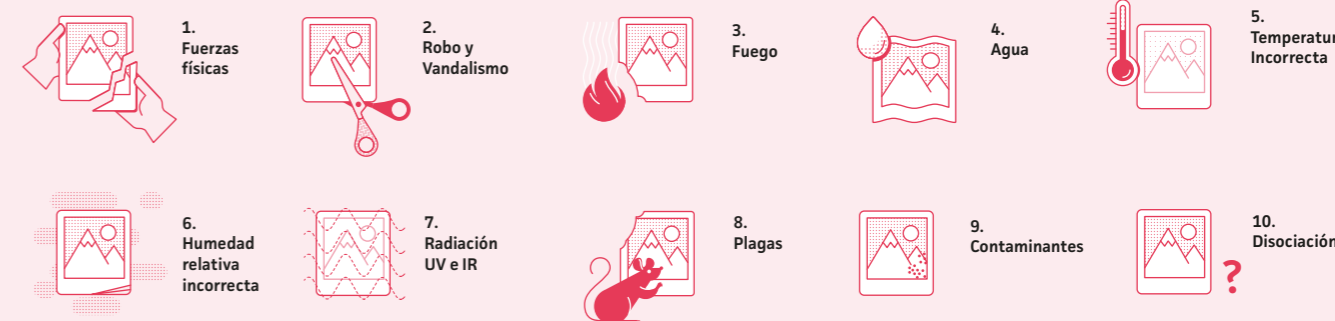 1.
Fuerzas
físicas
2.
Robo y
Vandalismo
3.
Fuego
4.
Agua
5.
Temperatur
Incorrecta
6.
Humedad
relativa
incorrecta
7.
Radiación
UV e IR
8.
Plagas
9.
Contaminantes
10.
Disociación
?